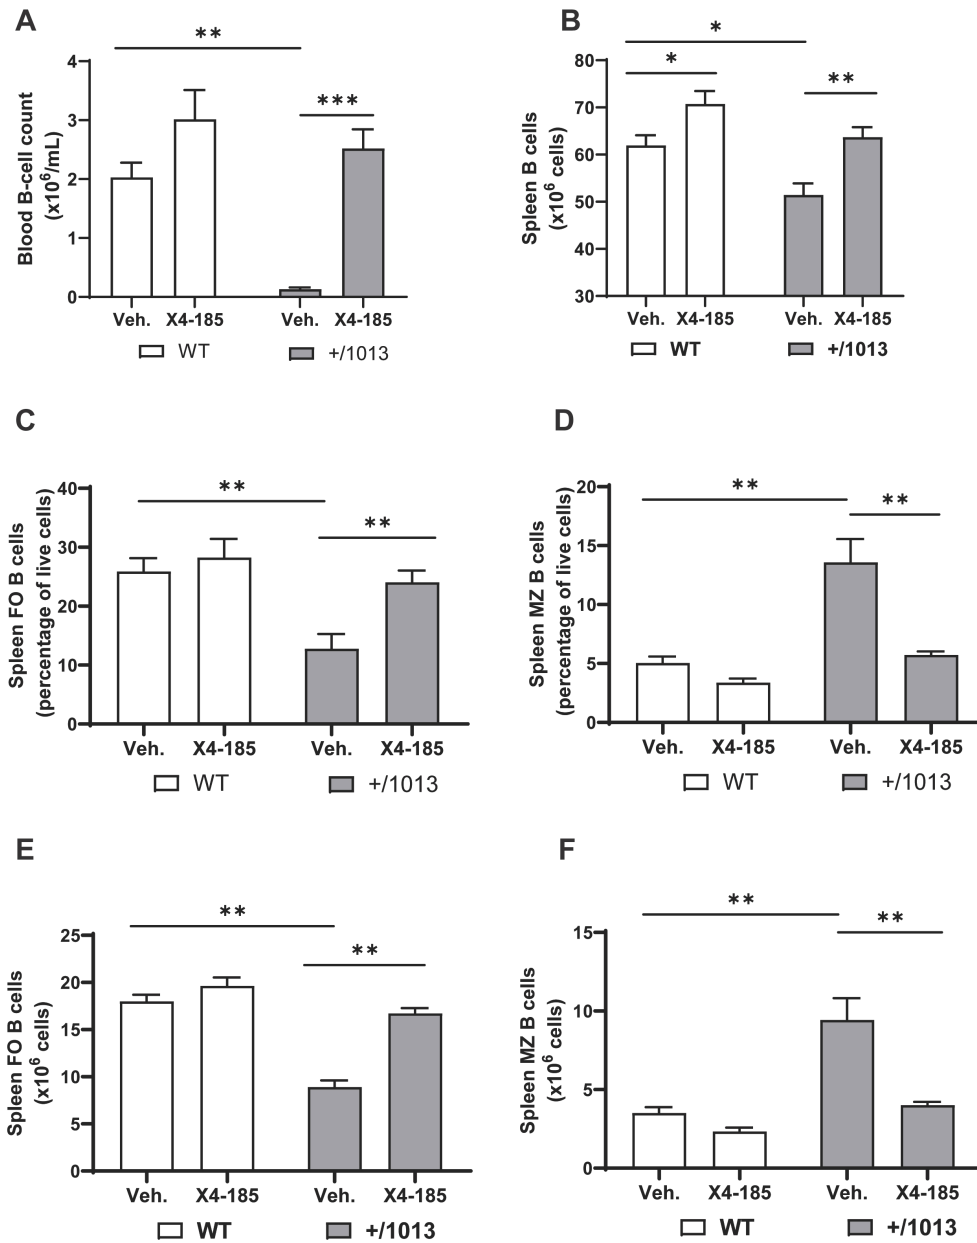 A
**
***
Blood B-cell count
(x10⁶/mL)
4
3
2
1
0
Veh. X4-185 Veh. X4-185
WT +/1013
B
*
*
**
Spleen B cells
(x10⁶ cells)
80
70
60
50
40
30
Veh. X4-185 Veh. X4-185
WT +/1013
C
**
**
Spleen FO B cells
(percentage of live cells)
40
30
20
10
0
Veh. X4-185 Veh. X4-185
WT +/1013
D
**
**
Spleen MZ B cells
(percentage of live cells)
20
15
10
5
0
Veh. X4-185 Veh. X4-185
WT +/1013
E
**
**
Spleen FO B cells
(x10⁶ cells)
25
20
15
10
5
0
Veh. X4-185 Veh. X4-185
WT +/1013
F
**
**
Spleen MZ B cells
(x10⁶ cells)
15
10
5
0
Veh. X4-185 Veh. X4-185
WT +/1013